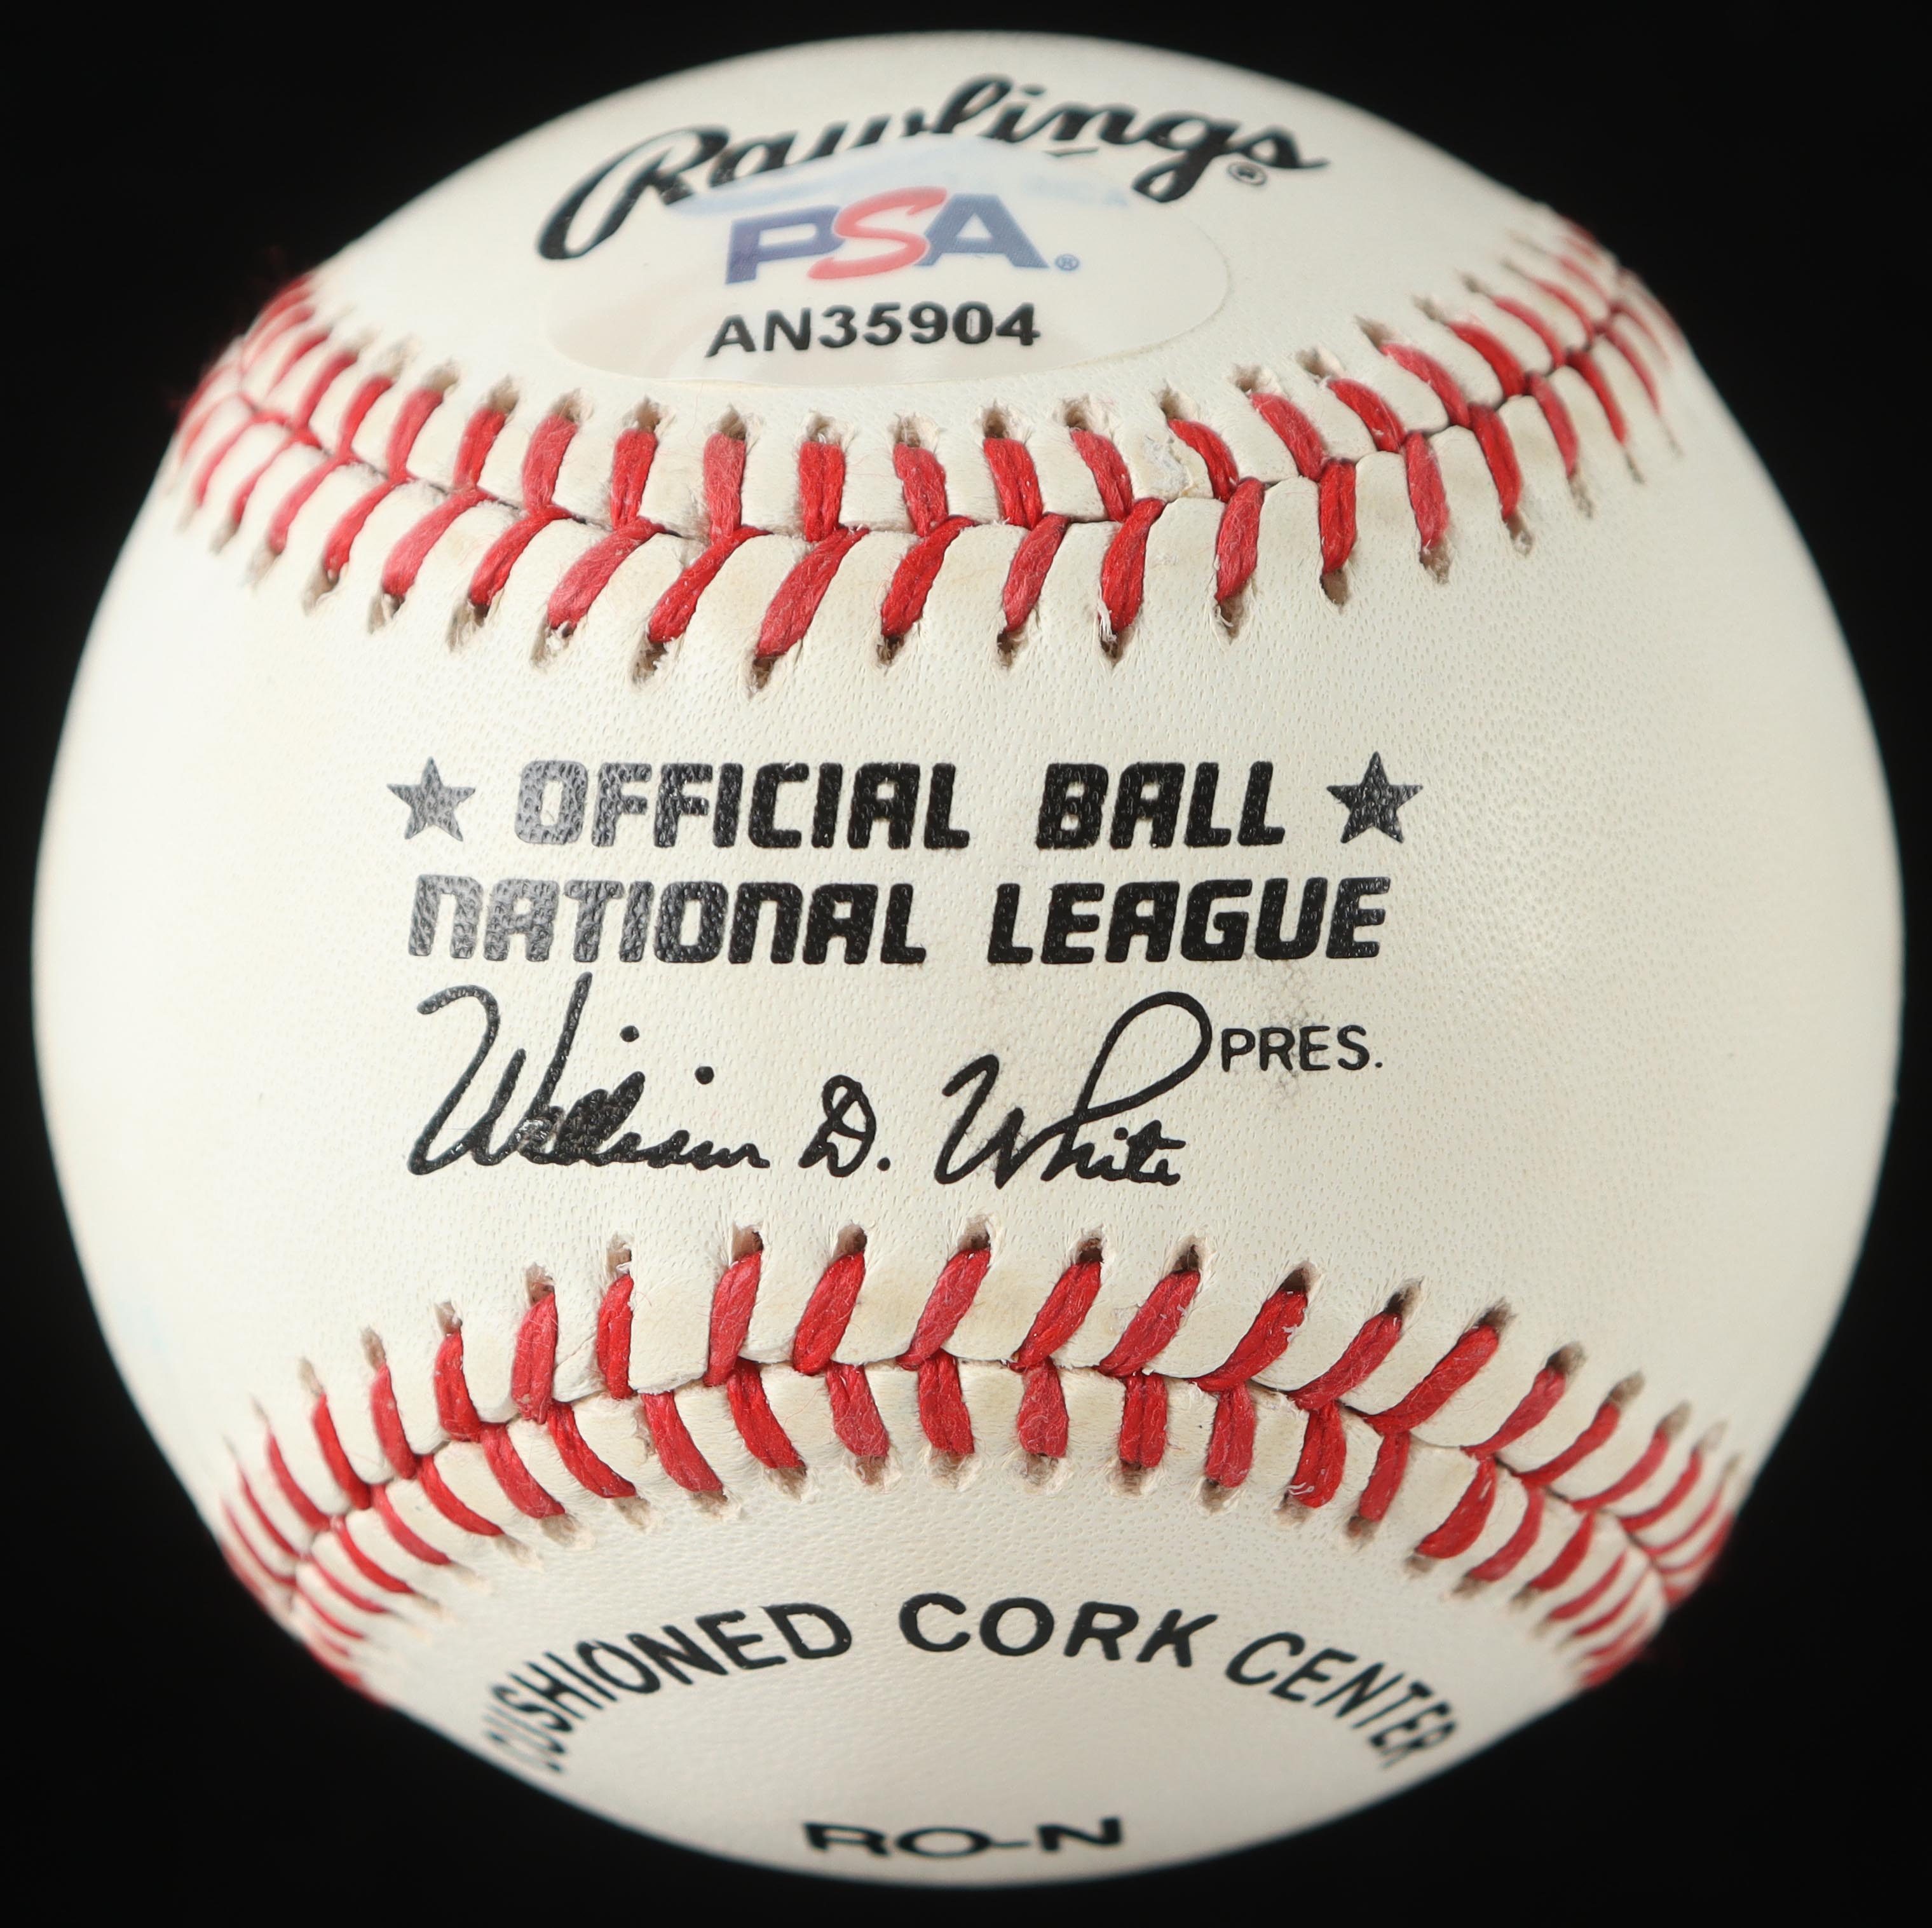 Rawlings®
PSA®
AN35904
★ OFFICIAL BALL ★
NATIONAL LEAGUE
William D. White PRES.
CUSHIONED CORK CENTER
RO-N